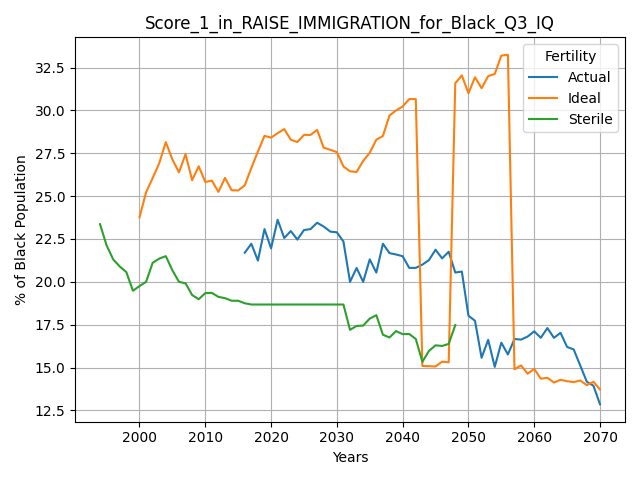 Score_1_in_RAISE_IMMIGRATION_for_Black_Q3_IQ
Fertility
Actual
Ideal
Sterile
% of Black Population
32.5
30.0
27.5
25.0
22.5
20.0
17.5
15.0
12.5
2000 2010 2020 2030 2040 2050 2060 2070
Years